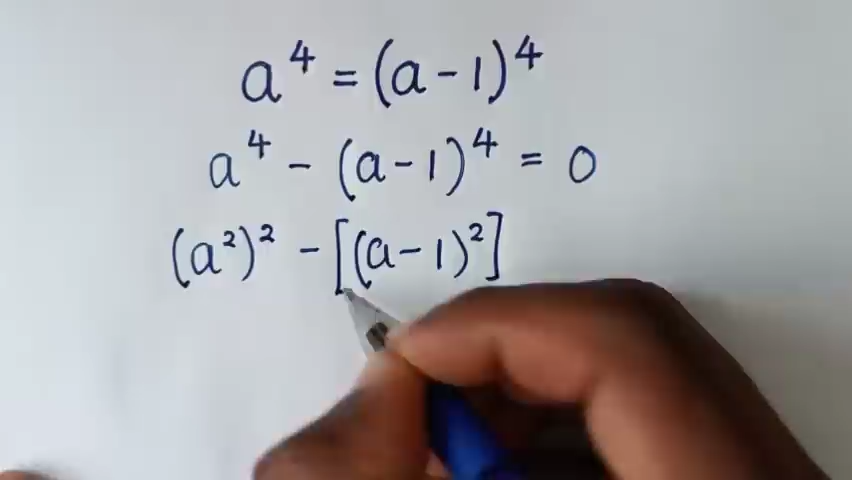 a⁴ = (a - 1)⁴
a⁴ - (a - 1)⁴ = 0
(a²)² - [(a - 1)²]